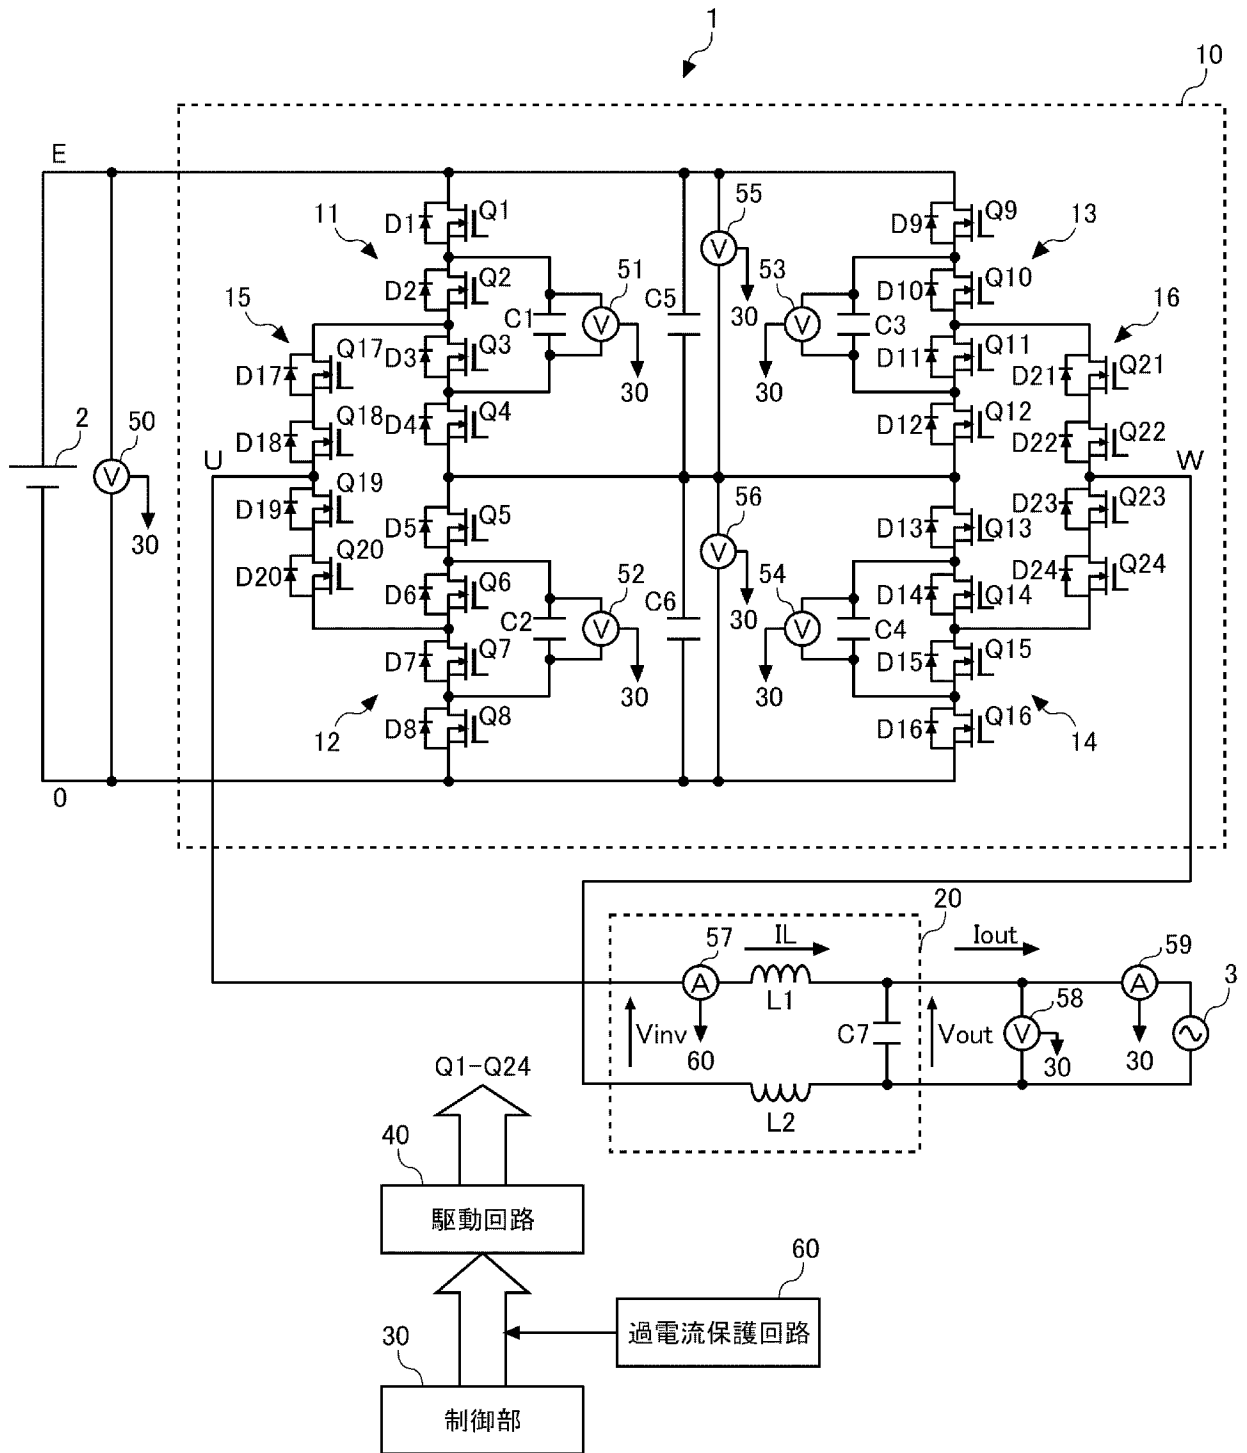 1
10
E
55
D1 Q1
D9 Q9
11
13
V
51
53
D2 Q2
D10 Q10
15
C1
V
C5
30
V
C3
16
Q17
D3 Q3
D11 Q11
Q21
D17
D21
30
30
Q18
D4 Q4
D12 Q12
2
50
D18
D22
Q22
U
W
V
Q19
Q23
D19
D5 Q5
56
D13 Q13
D23
30
Q20
V
D20
52
54
D24 Q24
D6 Q6
D14 Q14
C2
V
C6
30
V
C4
D7 Q7
D15 Q15
30
30
12
D8 Q8
D16 Q16
14
0
20
57
IL
Iout
59
A
L1
A
3
58
Vinv
60
C7
Vout
V
30
30
Q1-Q24
L2
40
駆動回路
60
過電流保護回路
30
制御部